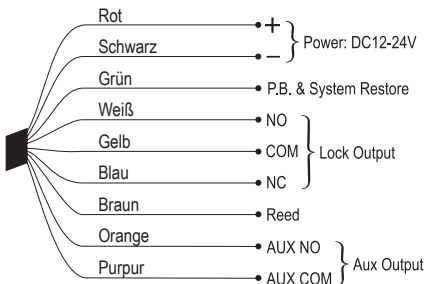 Rot +
Schwarz – Power: DC12-24V
Grün P.B. & System Restore
Weiß NO
Gelb COM Lock Output
Blau NC
Braun Reed
Orange AUX NO
Purpur AUX COM Aux Output